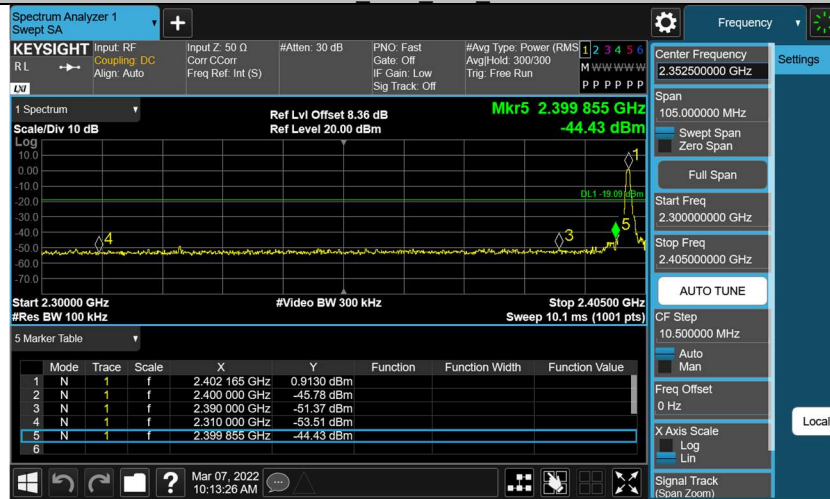 Spectrum Analyzer 1
Swept SA
Frequency
KEYSIGHT
RL
LXI
Input: RF
Coupling: DC
Align: Auto
Input Z: 50 Ω
Corr CCorr
Freq Ref: Int (S)
#Atten: 30 dB
PNO: Fast
Gate: Off
IF Gain: Low
Sig Track: Off
#Avg Type: Power (RMS
Avg|Hold: 300/300
Trig: Free Run
1 2 3 4 5 6
M W W W W W
P P P P P P
1 Spectrum
Scale/Div 10 dB
Ref Lvl Offset 8.36 dB
Ref Level 20.00 dBm
Mkr5 2.399 855 GHz
-44.43 dBm
Log
10.0
0.00
-10.0
-20.0
-30.0
-40.0
-50.0
-60.0
-70.0
1
DL1 -19.09 dBm
5
3
4
Start 2.30000 GHz
#Res BW 100 kHz
#Video BW 300 kHz
Stop 2.40500 GHz
Sweep 10.1 ms (1001 pts)
5 Marker Table
Mode Trace Scale X Y Function Function Width Function Value
1 N 1 f 2.402 165 GHz 0.9130 dBm
2 N 1 f 2.400 000 GHz -45.78 dBm
3 N 1 f 2.390 000 GHz -51.37 dBm
4 N 1 f 2.310 000 GHz -53.51 dBm
5 N 1 f 2.399 855 GHz -44.43 dBm
6
?
Mar 07, 2022
10:13:26 AM
Center Frequency
2.352500000 GHz
Span
105.000000 MHz
Swept Span
Zero Span
Full Span
Start Freq
2.300000000 GHz
Stop Freq
2.405000000 GHz
AUTO TUNE
CF Step
10.500000 MHz
Auto
Man
Freq Offset
0 Hz
X Axis Scale
Log
Lin
Signal Track
(Span Zoom)
Settings
Local